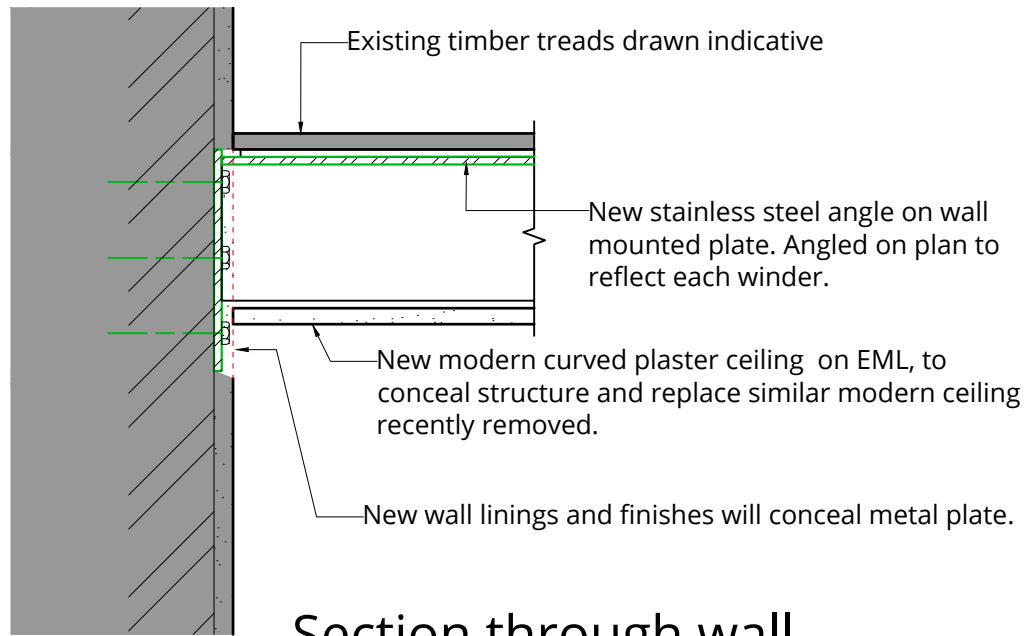 Existing timber treads drawn indicative
New stainless steel angle on wall
mounted plate. Angled on plan to
reflect each winder.
New modern curved plaster ceiling on EML, to
conceal structure and replace similar modern ceiling
recently removed.
New wall linings and finishes will conceal metal plate.
Section through wall